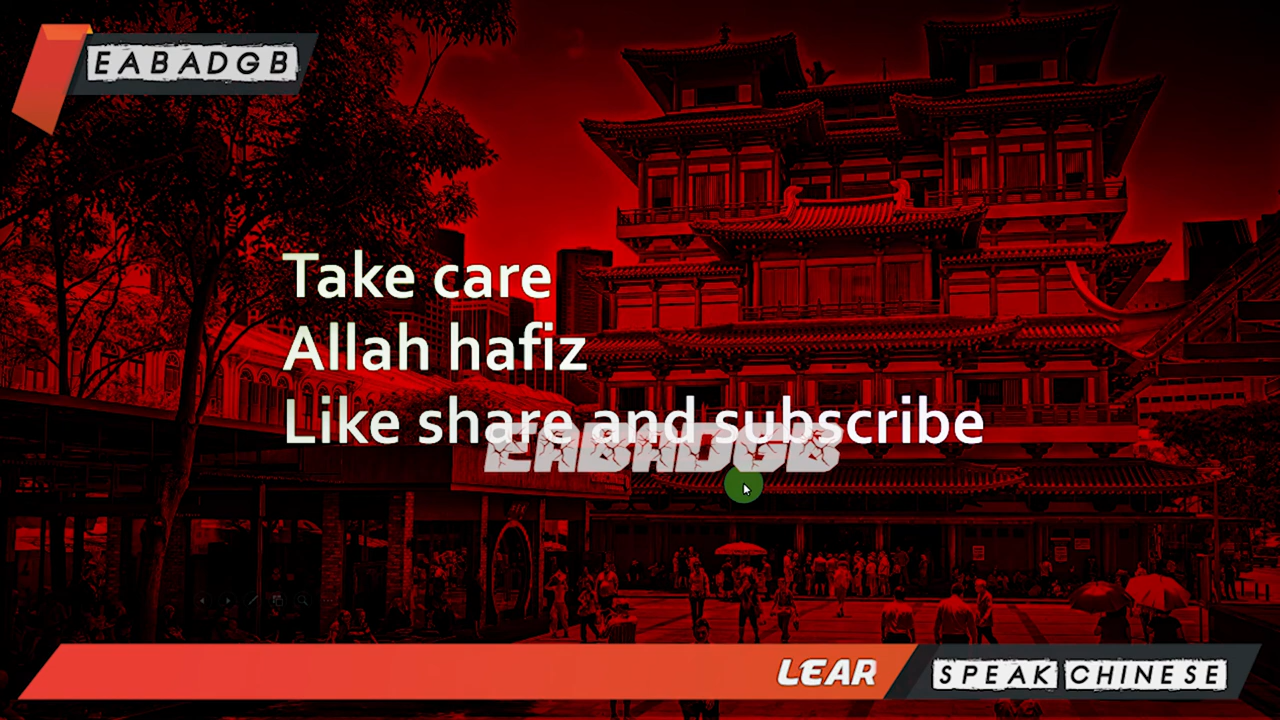 EABADGB
Take care
Allah hafiz
Like share and subscribe
EABADGB
LEAR
SPEAK CHINESE